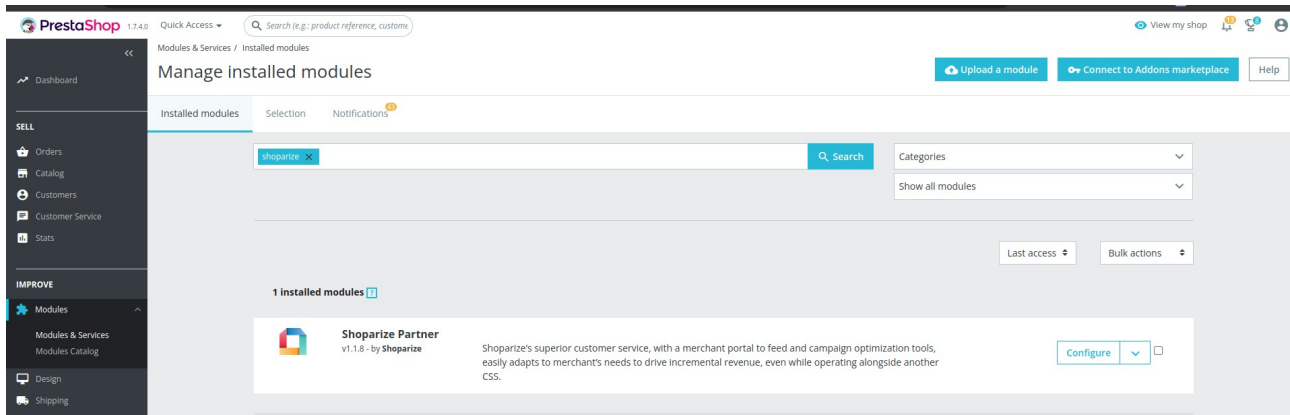 PrestaShop 1.7.4.0 Quick Access Search (e.g.: product reference, custome View my shop 13 8
Modules & Services / Installed modules
Manage installed modules
Upload a module Connect to Addons marketplace Help
Installed modules Selection Notifications 43
Dashboard
SELL
Orders
Catalog
Customers
Customer Service
Stats
IMPROVE
Modules
Modules & Services
Modules Catalog
Design
Shipping
shoparize X Search
Categories
Show all modules
Last access Bulk actions
1 installed modules ?
Shoparize Partner
v1.1.8 - by Shoparize
Shoparize's superior customer service, with a merchant portal to feed and campaign optimization tools,
easily adapts to merchant's needs to drive incremental revenue, even while operating alongside another
CSS.
Configure